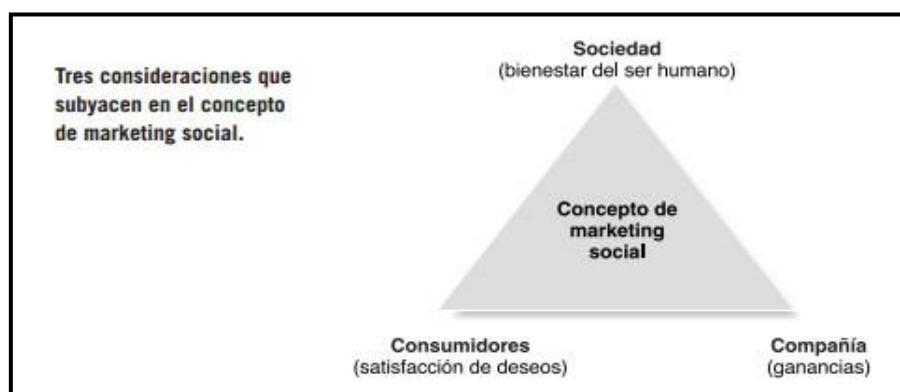 Tres consideraciones que
subyacen en el concepto
de marketing social.
Sociedad
(bienestar del ser humano)
Concepto de
marketing
social
Consumidores
(satisfacción de deseos)
Compañía
(ganancias)